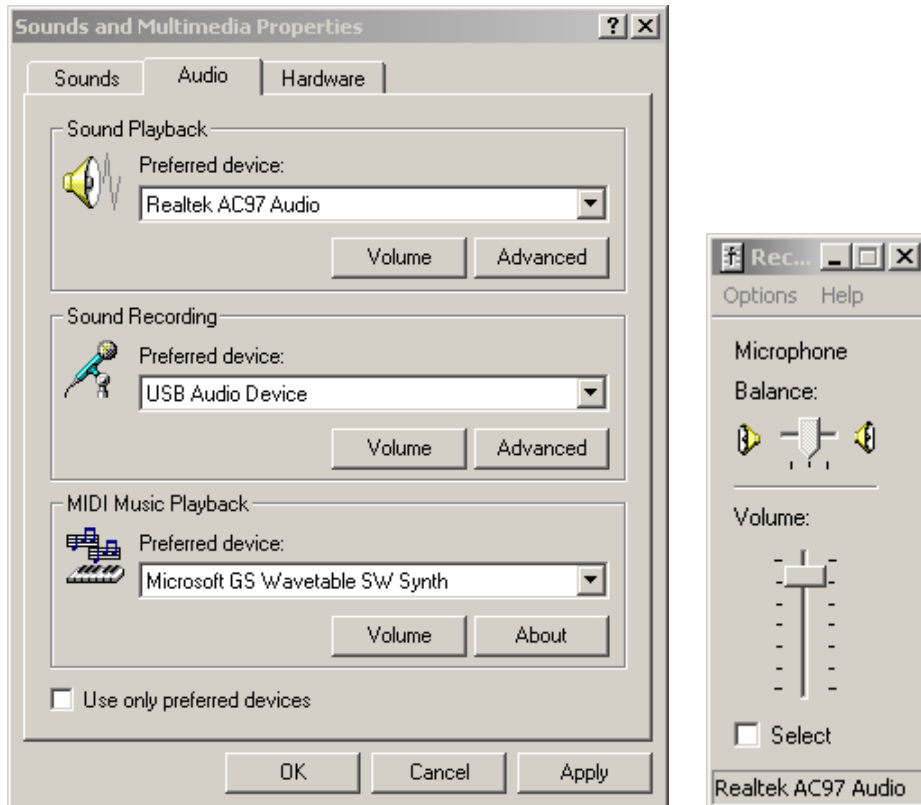 Sounds and Multimedia Properties
Sounds Audio Hardware
Sound Playback
Preferred device:
Realtek AC97 Audio
Volume Advanced
Sound Recording
Preferred device:
USB Audio Device
Volume Advanced
MIDI Music Playback
Preferred device:
Microsoft GS Wavetable SW Synth
Volume About
Use only preferred devices
OK Cancel Apply
Rec...
Options Help
Microphone
Balance:
Volume:
Select
Realtek AC97 Audio